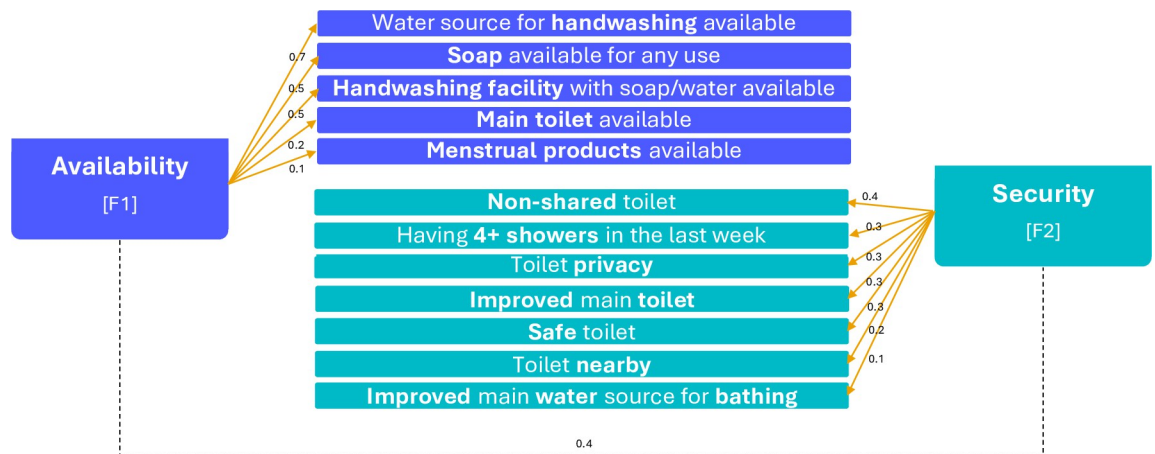 Water source for handwashing available
0.7
Soap available for any use
0.5
Handwashing facility with soap/water available
0.5
Main toilet available
0.2
Menstrual products available
0.1
Availability
[F1]
Non-shared toilet
0.4
Having 4+ showers in the last week
0.3
Toilet privacy
0.3
Improved main toilet
0.3
Safe toilet
0.3
Toilet nearby
0.2
Improved main water source for bathing
0.1
Security
[F2]
0.4